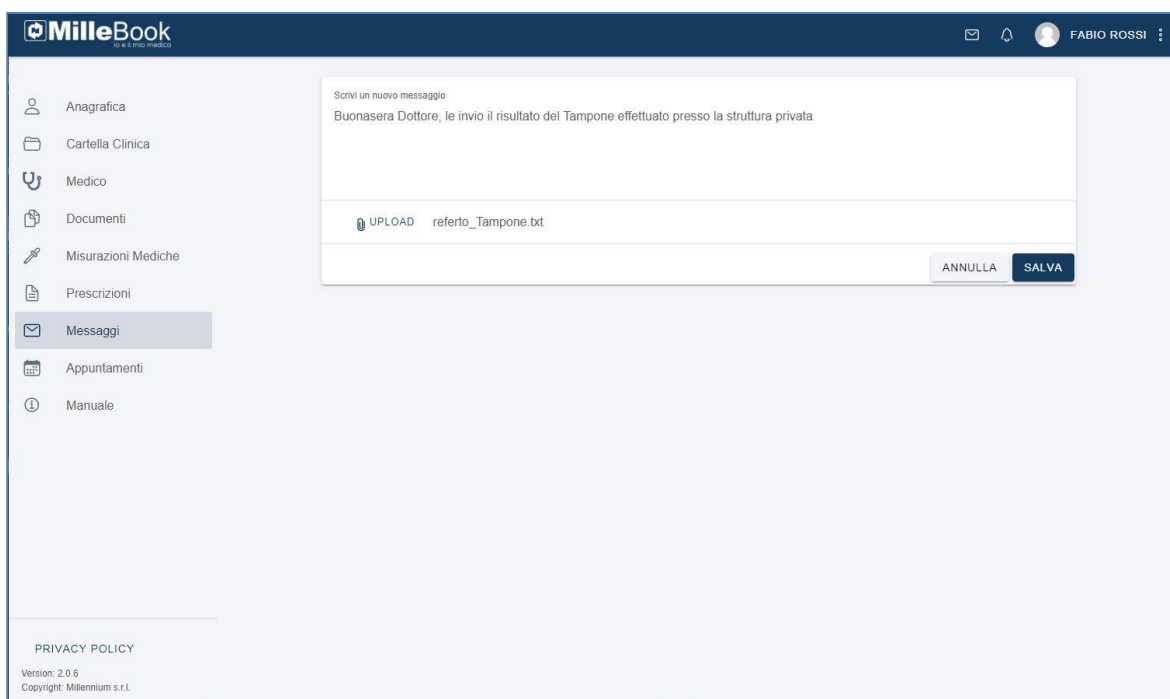 MilleBook
io e il mio medico
FABIO ROSSI
Anagrafica
Cartella Clinica
Medico
Documenti
Misurazioni Mediche
Prescrizioni
Messaggi
Appuntamenti
Manuale
Scrivi un nuovo messaggio
Buonasera Dottore, le invio il risultato del Tampone effettuato presso la struttura privata
UPLOAD referto_Tampone.txt
ANNULLA SALVA
PRIVACY POLICY
Version: 2.0.6
Copyright: Millennium s.r.l.